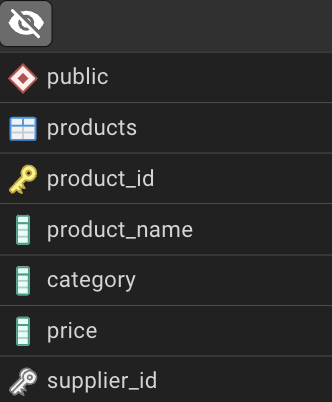 public
products
product_id
product_name
category
price
supplier_id